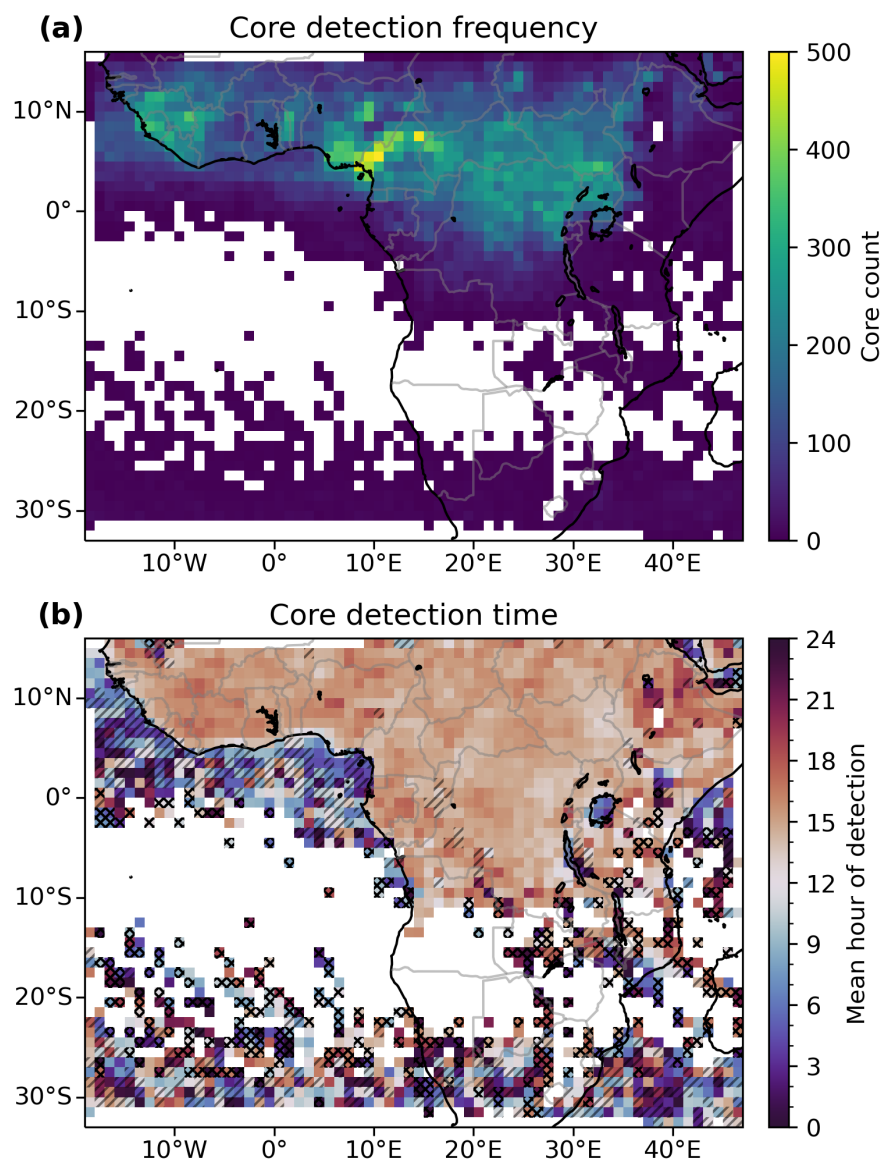 (a) Core detection frequency
10°N
0°
10°S
20°S
30°S
10°W 0° 10°E 20°E 30°E 40°E
500
400
300
200
100
0
Core count
(b) Core detection time
10°N
0°
10°S
20°S
30°S
10°W 0° 10°E 20°E 30°E 40°E
24
21
18
15
12
9
6
3
0
Mean hour of detection